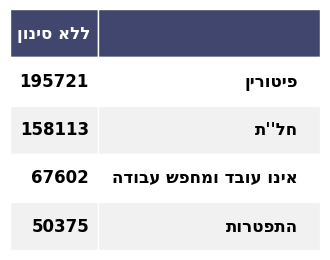 ללא סינון
פיטורין 195721
חל''ת 158113
אינו עובד ומחפש עבודה 67602
התפטרות 50375